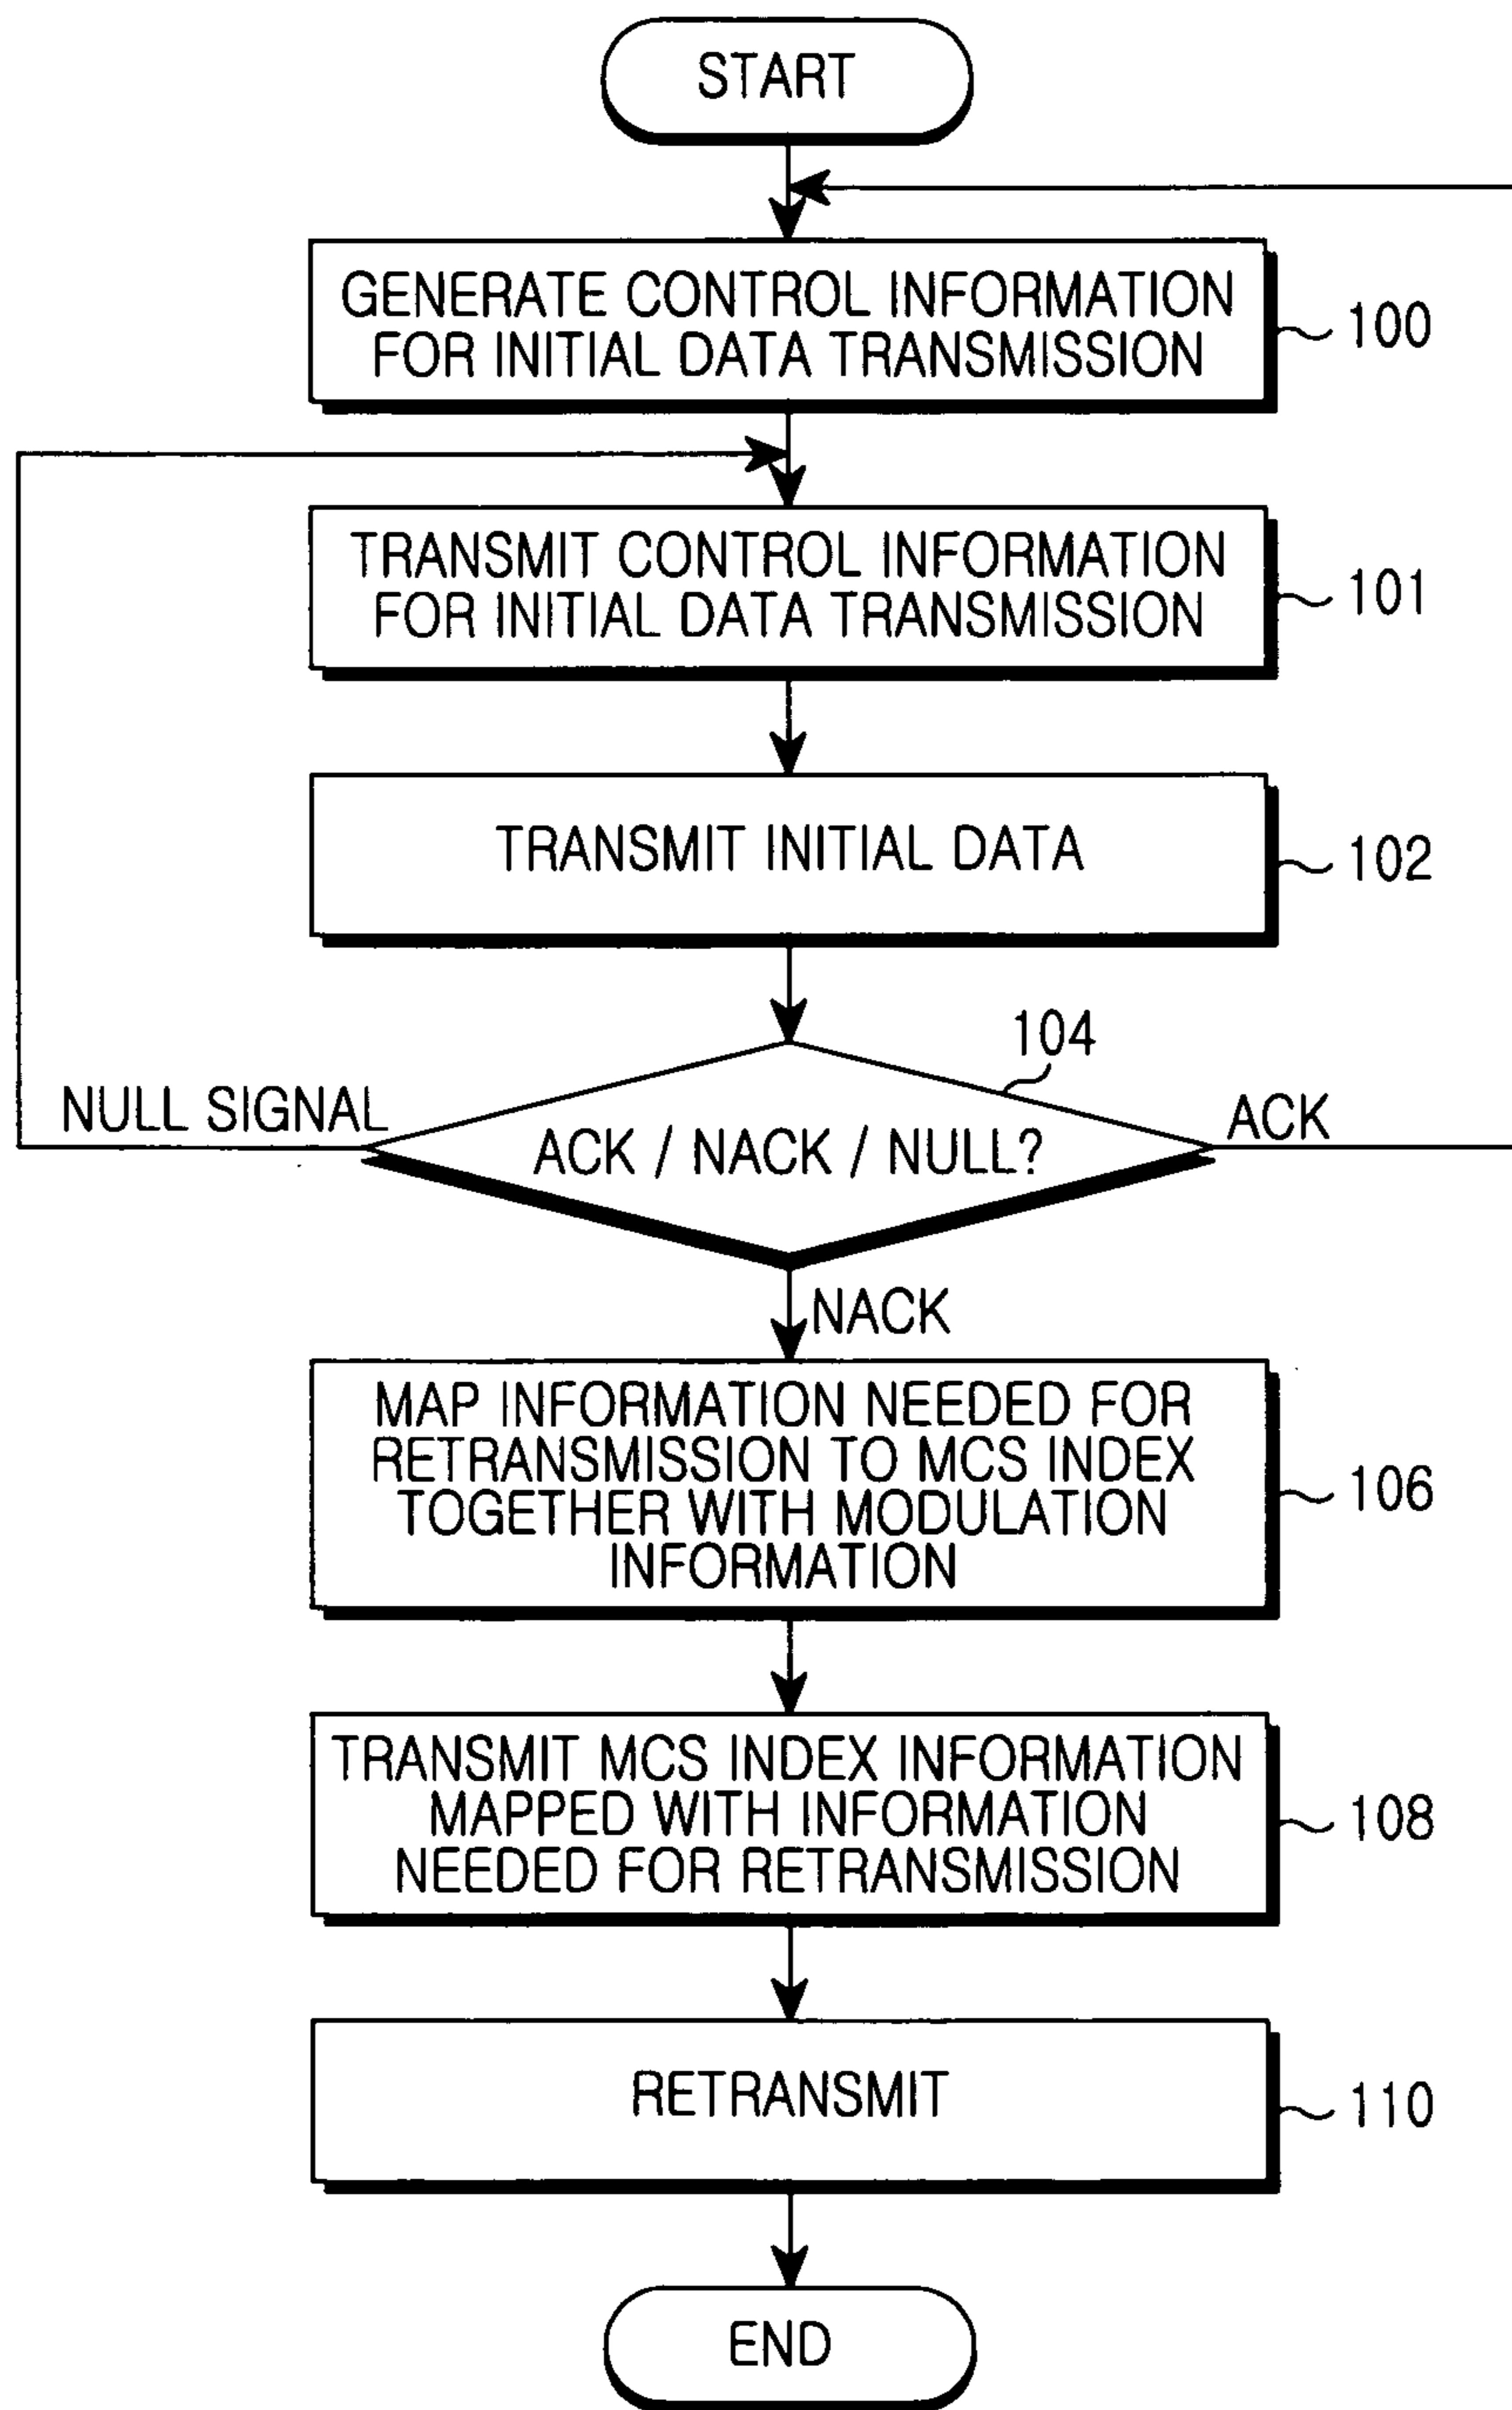 START
GENERATE CONTROL INFORMATION
FOR INITIAL DATA TRANSMISSION
100
TRANSMIT CONTROL INFORMATION
FOR INITIAL DATA TRANSMISSION
101
TRANSMIT INITIAL DATA
102
104
NULL SIGNAL
ACK / NACK / NULL?
ACK
NACK
MAP INFORMATION NEEDED FOR
RETRANSMISSION TO MCS INDEX
TOGETHER WITH MODULATION
INFORMATION
106
TRANSMIT MCS INDEX INFORMATION
MAPPED WITH INFORMATION
NEEDED FOR RETRANSMISSION
108
RETRANSMIT
110
END